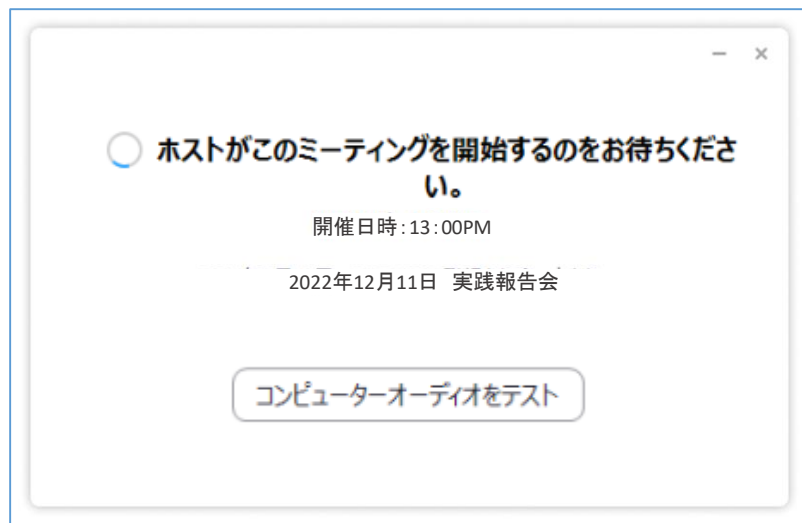 ホストがこのミーティングを開始するのをお待ちくださ
い。
開催日時:13:00PM
2022年12月11日 実践報告会
コンピューターオーディオをテスト